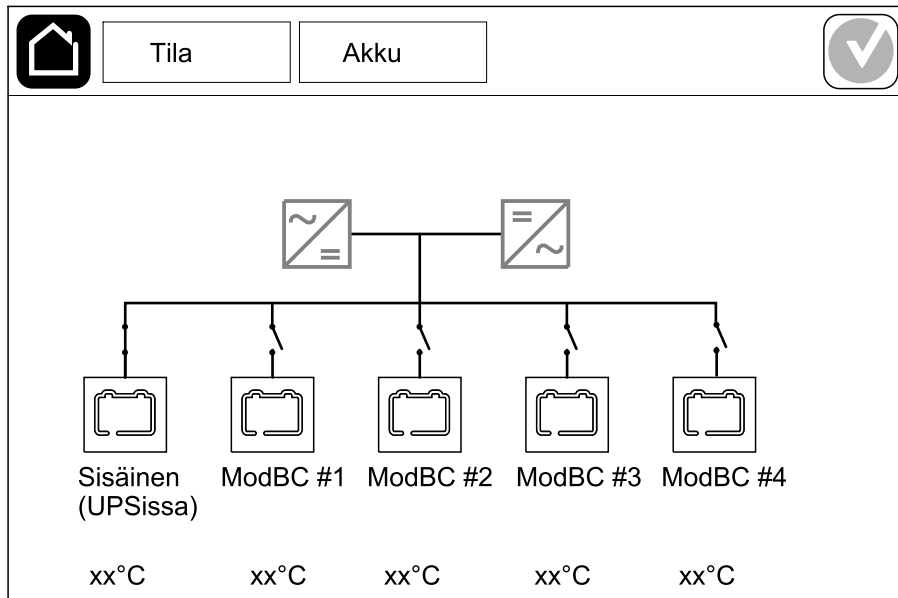 Tila
Akku
Sisäinen
(UPSissa)
ModBC #1
ModBC #2
ModBC #3
ModBC #4
xx°C
xx°C
xx°C
xx°C
xx°C